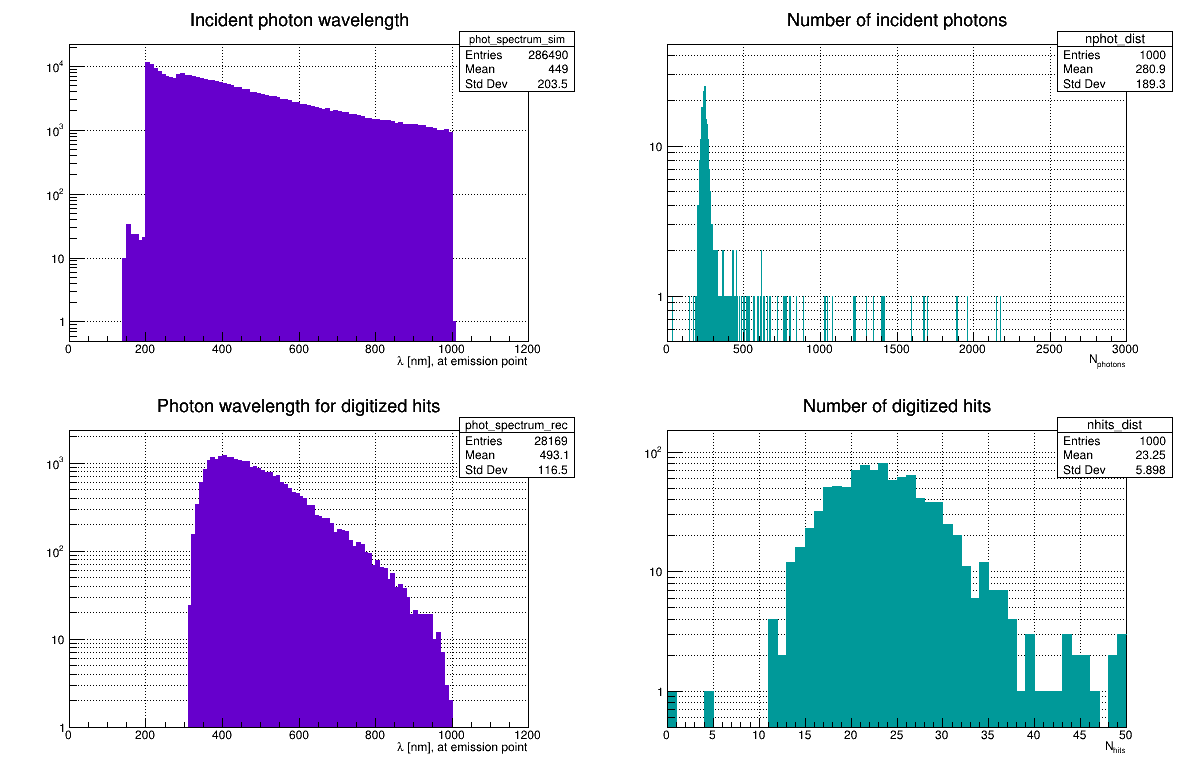 Incident photon wavelength
phot_spectrum_sim
Entries 286490
Mean 449
Std Dev 203.5
10^4
10^3
10^2
10
1
0 200 400 600 800 1000 1200
λ [nm], at emission point
Number of incident photons
nphot_dist
Entries 1000
Mean 280.9
Std Dev 189.3
10
1
0 500 1000 1500 2000 2500 3000
N_photons
Photon wavelength for digitized hits
phot_spectrum_rec
Entries 28169
Mean 493.1
Std Dev 116.5
10^3
10^2
10
1
0 200 400 600 800 1000 1200
λ [nm], at emission point
Number of digitized hits
nhits_dist
Entries 1000
Mean 23.25
Std Dev 5.898
10^2
10
1
0 5 10 15 20 25 30 35 40 45 50
N_hits